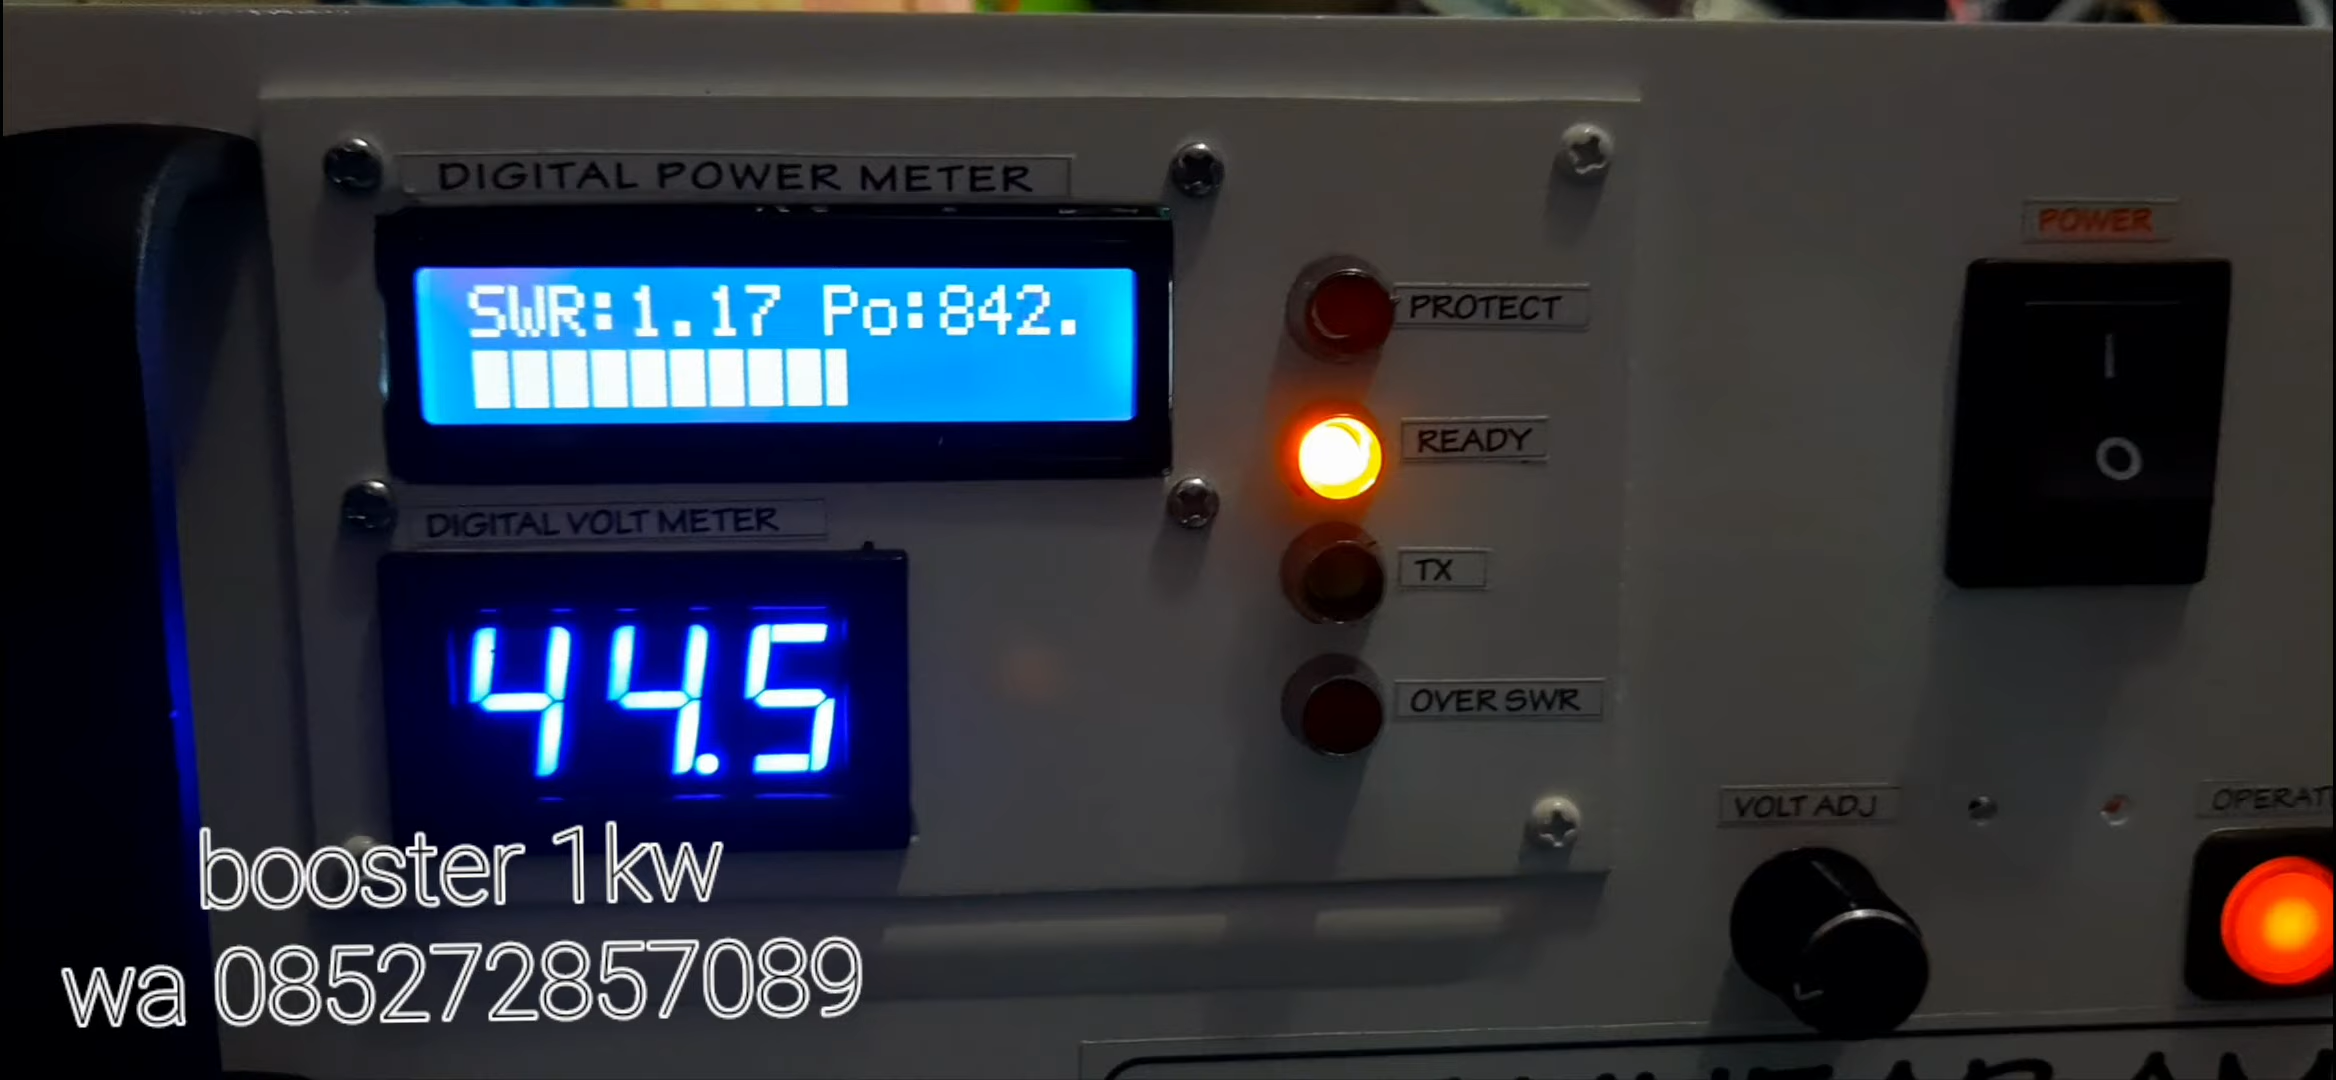 DIGITAL POWER METER
SWR:1.17 Po:842.
DIGITAL VOLT METER
44.5
PROTECT
READY
TX
OVER SWR
POWER
VOLT ADJ
booster 1kw
wa 085272857089